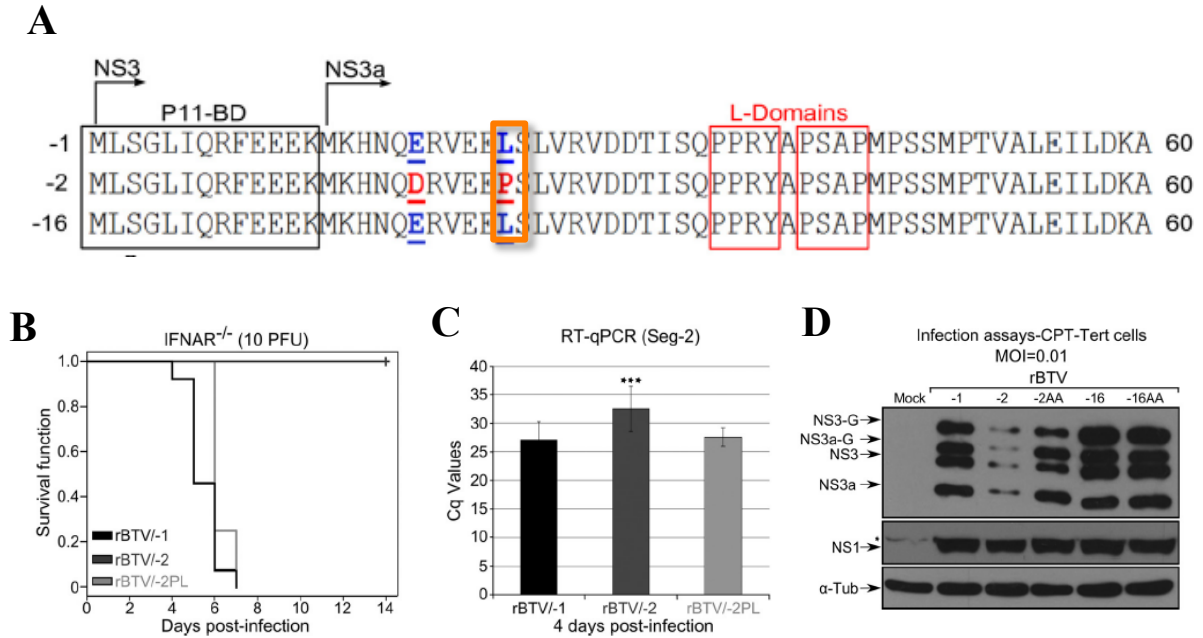 A
NS3 NS3a
P11-BD L-Domains
-1 MLSGLIQRFEEEKMKHNQERVEELSLVRVDDTISQPPRYAPSAPMPSSMPTVALEILDKA 60
-2 MLSGLIQRFEEEKMKHNQDRVEEPSLVRVDDTISQPPRYAPSAPMPSSMPTVALEILDKA 60
-16 MLSGLIQRFEEEKMKHNQERVEELSLVRVDDTISQPPRYAPSAPMPSSMPTVALEILDKA 60
B
IFNAR-/- (10 PFU)
Survival function
1.0
0.8
0.6
0.4
0.2
0
rBTV/-1
rBTV/-2
rBTV/-2PL
0 2 4 6 8 10 12 14
Days post-infection
C
RT-qPCR (Seg-2)
Cq Values
40
35
30
25
20
15
10
5
0
***
rBTV/-1 rBTV/-2 rBTV/-2PL
4 days post-infection
D
Infection assays-CPT-Tert cells
MOI=0.01
rBTV
Mock -1 -2 -2AA -16 -16AA
NS3-G
NS3a-G
NS3
NS3a
*
NS1
α-Tub